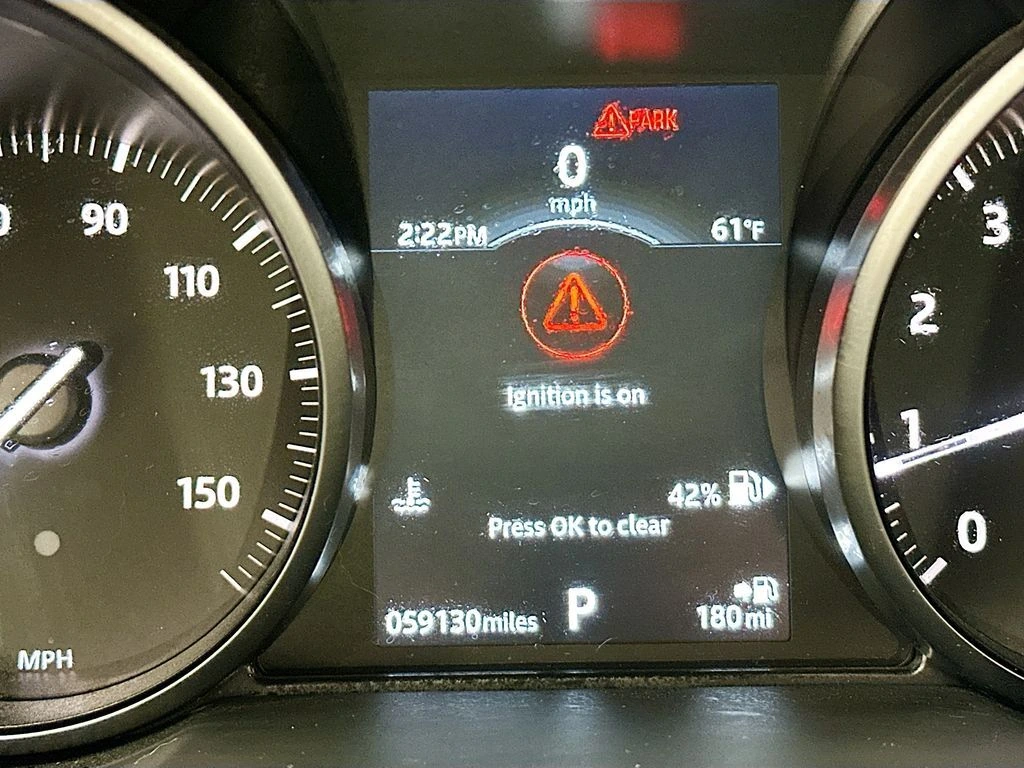 PARK
0
mph
2:22PM
61°F
90
110
130
150
MPH
Ignition is on
42%
Press OK to clear
059130miles
P
180mi
3
2
1
0